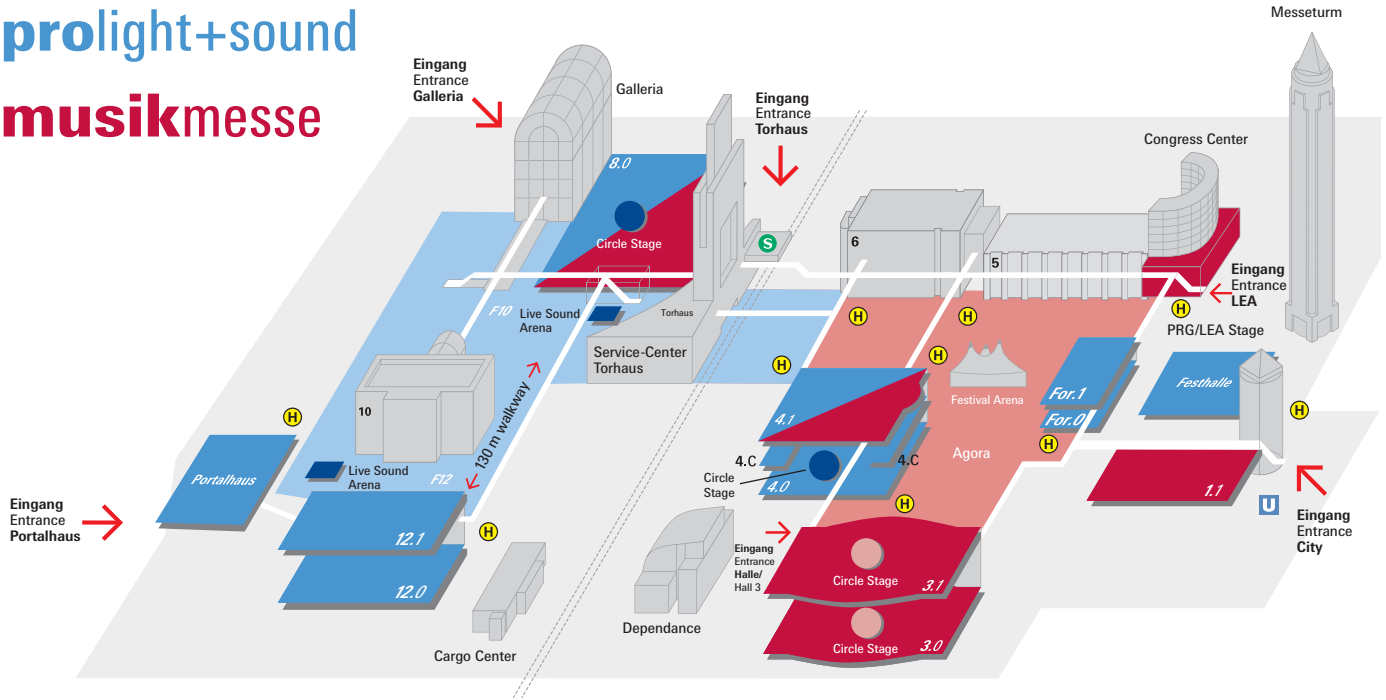 prolight+sound
musikmesse
Messeturm
Eingang
Entrance
Galleria
Galleria
Eingang
Entrance
Torhaus
Congress Center
8.0
Circle Stage
S
6
5
Eingang
Entrance
LEA
H
PRG/LEA Stage
F10
Live Sound
Arena
Torhaus
H
H
Service-Center
Torhaus
H
H
130 m walkway
10
H
Festival Arena
For.1
For.0
Festhalle
H
4.1
Agora
H
4.C
4.C
Circle
Stage
4.0
Portalhaus
Live Sound
Arena
F12
1.1
U
Eingang
Entrance
City
Eingang
Entrance
Portalhaus
H
H
12.1
12.0
Eingang
Entrance
Halle/
Hall 3
Circle Stage
3.1
Circle Stage
3.0
Dependance
Cargo Center